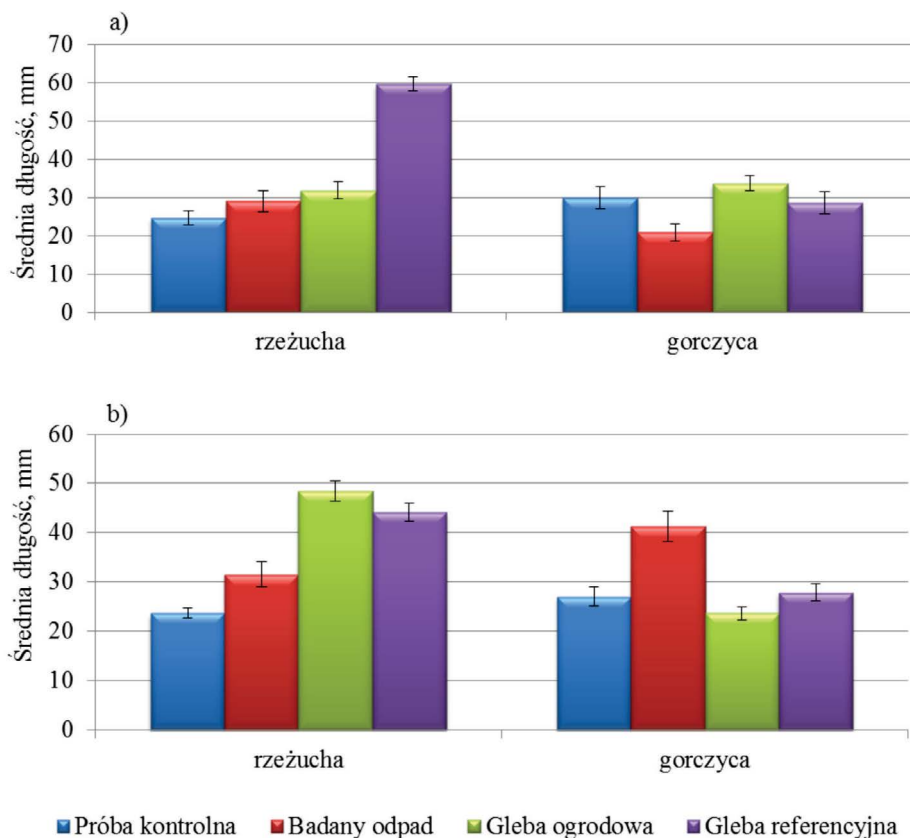 a)
Średnia długość, mm
70
60
50
40
30
20
10
0
rzeżucha gorczyca
b)
Średnia długość, mm
60
50
40
30
20
10
0
rzeżucha gorczyca
Próba kontrolna Badany odpad Gleba ogrodowa Gleba referencyjna